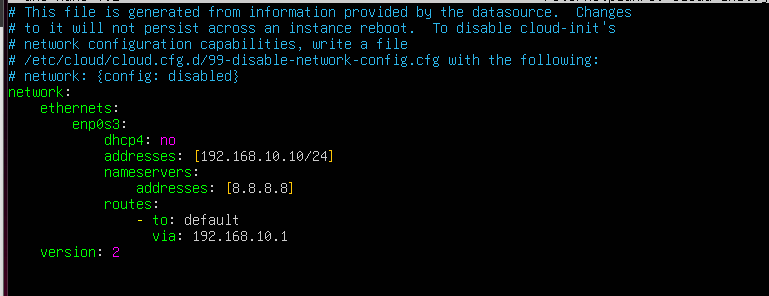 # This file is generated from information provided by the datasource.  Changes
# to it will not persist across an instance reboot.  To disable cloud-init's
# network configuration capabilities, write a file
# /etc/cloud/cloud.cfg.d/99-disable-network-config.cfg with the following:
# network: {config: disabled}
network:
    ethernets:
        enp0s3:
            dhcp4: no
            addresses: [192.168.10.10/24]
            nameservers:
                addresses: [8.8.8.8]
            routes:
                - to: default
                  via: 192.168.10.1
    version: 2